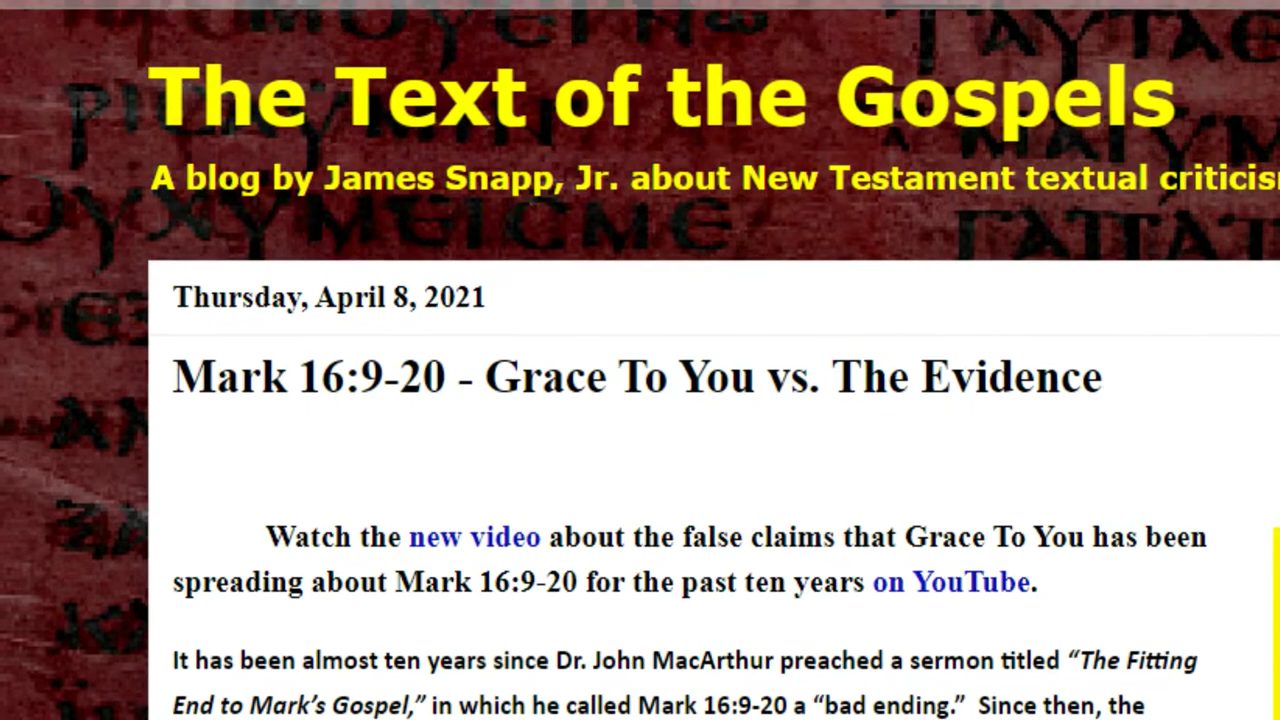 The Text of the Gospels
A blog by James Snapp, Jr. about New Testament textual
Thursday, April 8, 2021
Mark 16:9-20 - Grace To You vs. The Evidence
Watch the new video about the false claims that Grace To You has been
spreading about Mark 16:9-20 for the past ten years on YouTube.
It has been almost ten years since Dr. John MacArthur preached a sermon titled “The Fitting
End to Mark’s Gospel,” in which he called Mark 16:9-20 a “bad ending.”  Since then, the